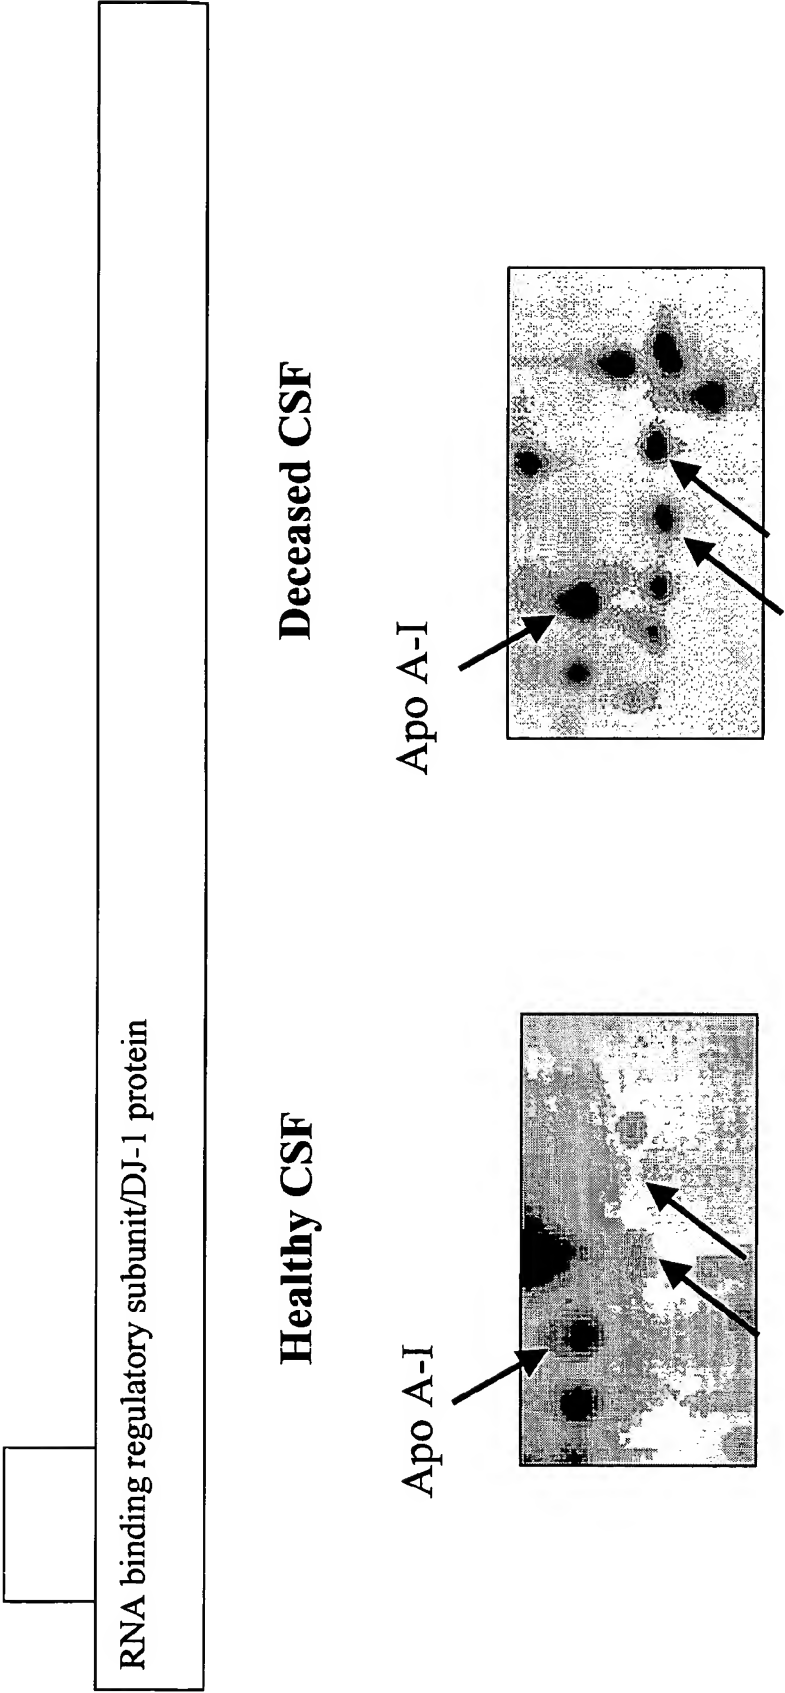 RNA binding regulatory subunit/DJ-1 protein
Healthy CSF
Deceased CSF
Apo A-I
Apo A-I